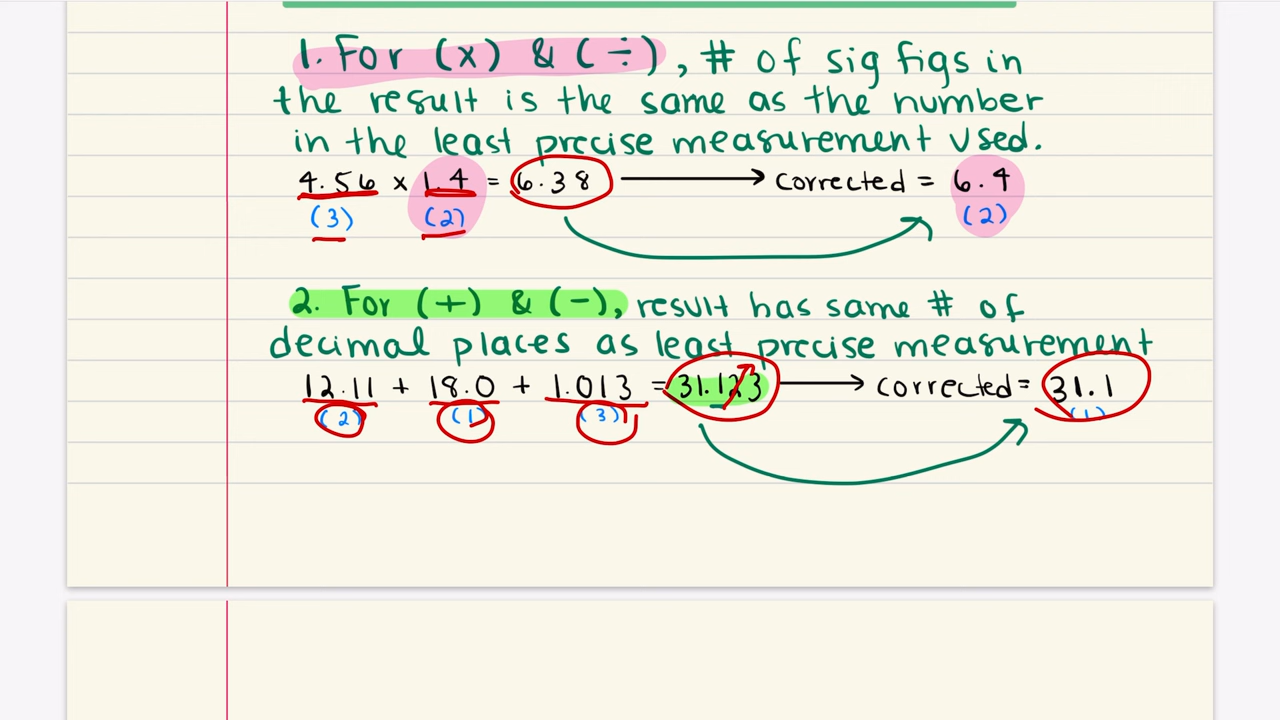 1. For (x) & (÷), # of sig figs in
the result is the same as the number
in the least precise measurement used.
4.56 x 1.4 = 6.38 → corrected = 6.4
(3) (2) (2)
2. For (+) & (-), result has same # of
decimal places as least precise measurement
12.11 + 18.0 + 1.013 = 31.123 → corrected = 31.1
(2) (1) (3) (1)